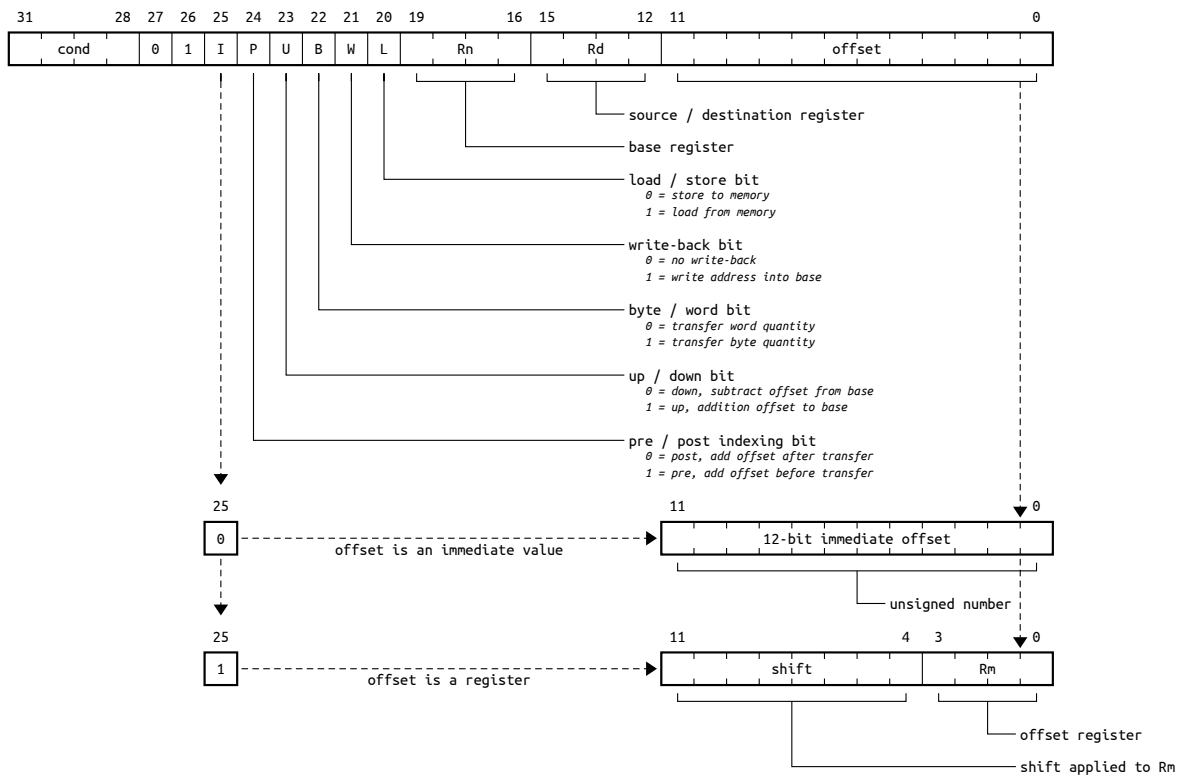 31 28 27 26 25 24 23 22 21 20 19 16 15 12 11 0
cond 0 1 I P U B W L Rn Rd offset
source / destination register
base register
load / store bit
0 = store to memory
1 = load from memory
write-back bit
0 = no write-back
1 = write address into base
byte / word bit
0 = transfer word quantity
1 = transfer byte quantity
up / down bit
0 = down, subtract offset from base
1 = up, addition offset to base
pre / post indexing bit
0 = post, add offset after transfer
1 = pre, add offset before transfer
25 11 0
0 12-bit immediate offset
offset is an immediate value
unsigned number
25 11 4 3 0
1 shift Rm
offset is a register
offset register
shift applied to Rm